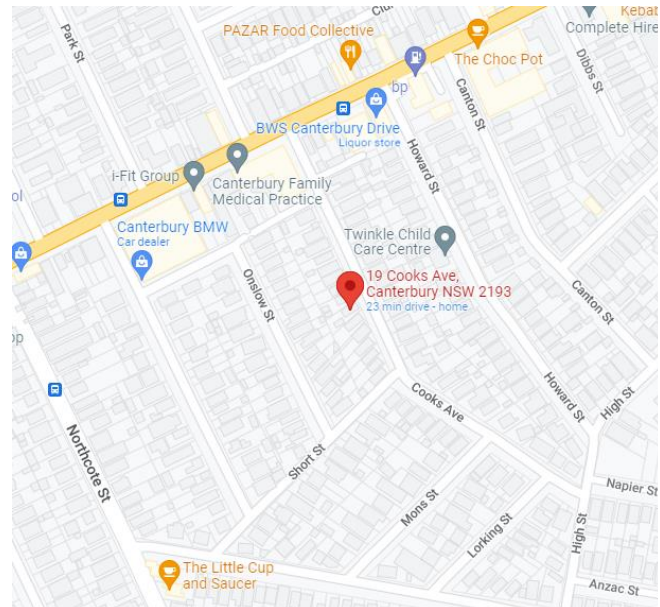 Kebab
Park St
Clu
PAZAR Food Collective
Complete Hire
The Choc Pot
Dibbs St
bp
Canton St
BWS Canterbury Drive
Liquor store
Howard St
i-Fit Group
Canterbury Family
Medical Practice
ol
Canterbury BMW
Car dealer
Twinkle Child
Care Centre
Onslow St
19 Cooks Ave,
Canterbury NSW 2193
23 min drive - home
Canton St
op
Cooks Ave
Howard St
High St
Northcote St
Short St
Mons St
Lorking St
Napier St
High St
The Little Cup
and Saucer
Anzac St